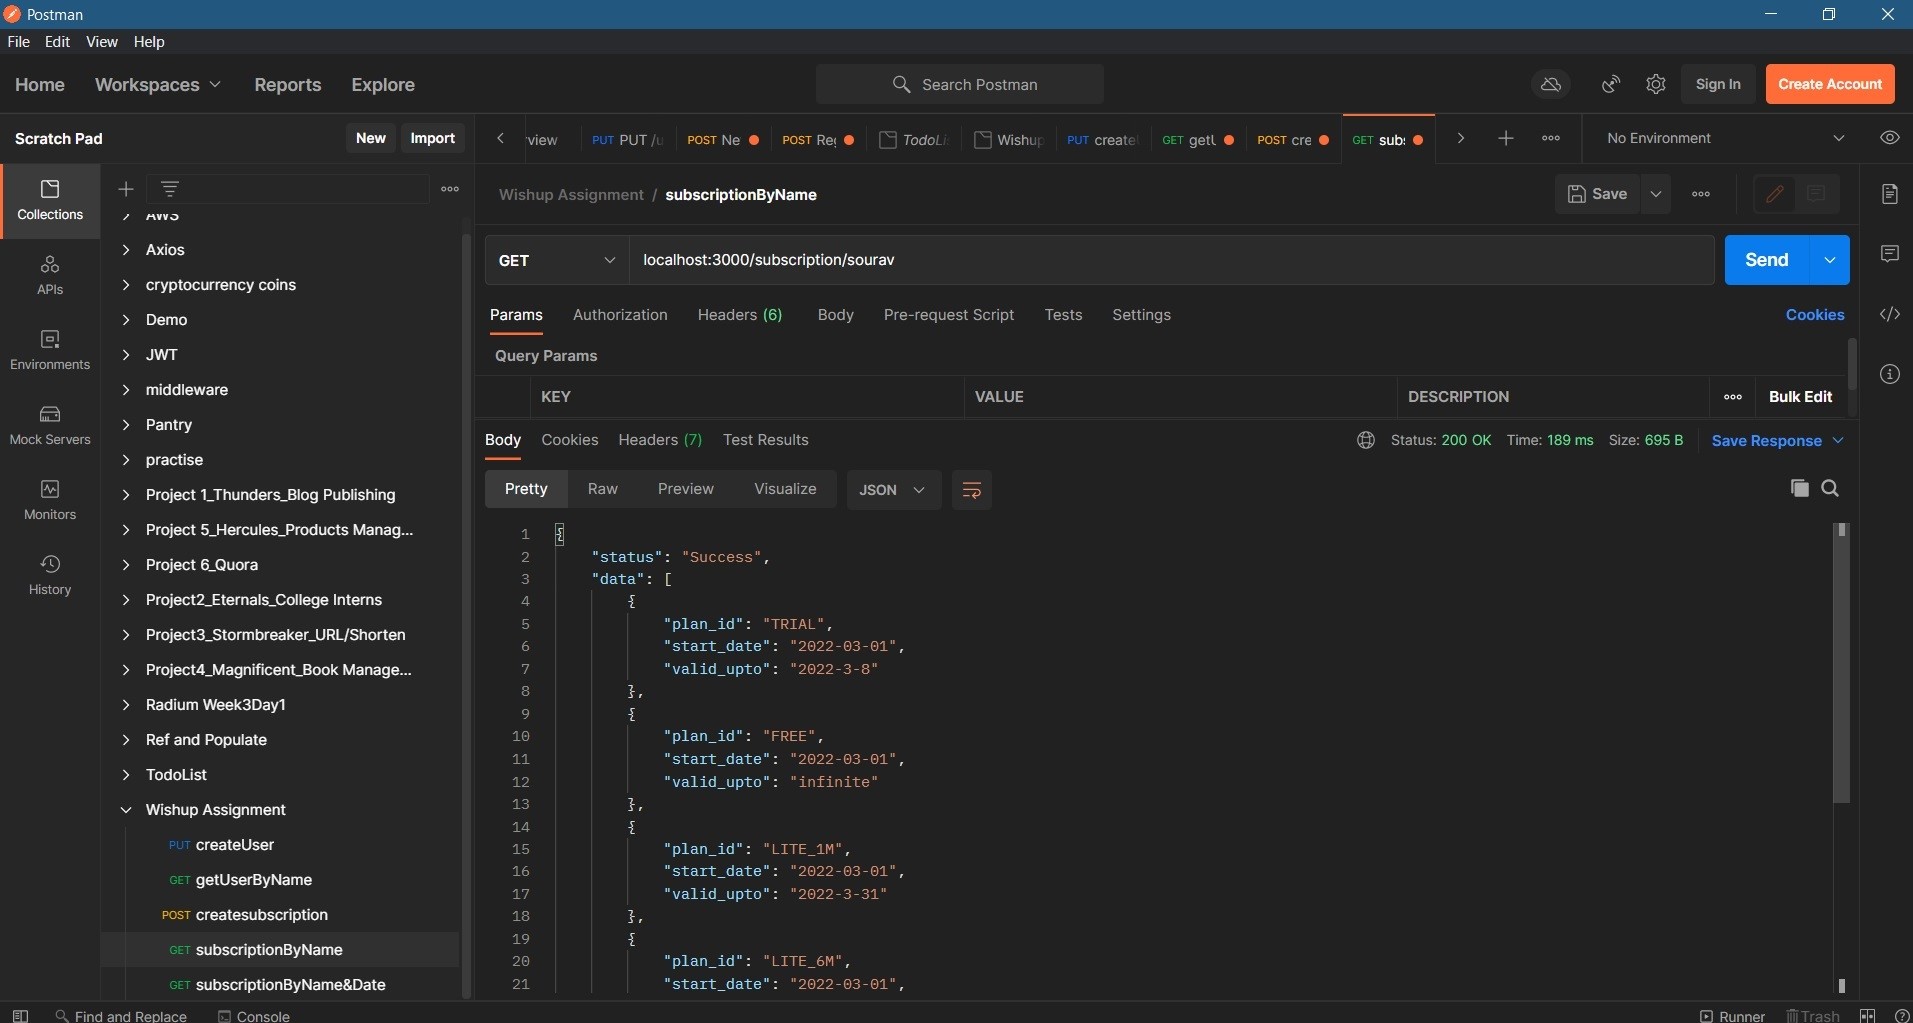 Postman
File Edit View Help
Home Workspaces Reports Explore Search Postman Sign In Create Account
Scratch Pad New Import
view PUT PUT /u POST Ne POST Reg TodoLi Wishup PUT create GET getU POST cre GET subs No Environment
Collections
APIs
Environments
Mock Servers
Monitors
History
AWS
Axios
cryptocurrency coins
Demo
JWT
middleware
Pantry
practise
Project 1_Thunders_Blog Publishing
Project 5_Hercules_Products Manag...
Project 6_Quora
Project2_Eternals_College Interns
Project3_Stormbreaker_URL/Shorten
Project4_Magnificent_Book Manage...
Radium Week3Day1
Ref and Populate
TodoList
Wishup Assignment
PUT createUser
GET getUserByName
POST createsubscription
GET subscriptionByName
GET subscriptionByName&Date
Wishup Assignment / subscriptionByName Save
GET localhost:3000/subscription/sourav Send
Params Authorization Headers (6) Body Pre-request Script Tests Settings Cookies
Query Params
KEY VALUE DESCRIPTION Bulk Edit
Body Cookies Headers (7) Test Results Status: 200 OK Time: 189 ms Size: 695 B Save Response
Pretty Raw Preview Visualize JSON
1 {
2 "status": "Success",
3 "data": [
4 {
5 "plan_id": "TRIAL",
6 "start_date": "2022-03-01",
7 "valid_upto": "2022-3-8"
8 },
9 {
10 "plan_id": "FREE",
11 "start_date": "2022-03-01",
12 "valid_upto": "infinite"
13 },
14 {
15 "plan_id": "LITE_1M",
16 "start_date": "2022-03-01",
17 "valid_upto": "2022-3-31"
18 },
19 {
20 "plan_id": "LITE_6M",
21 "start_date": "2022-03-01",
Find and Replace Console Runner Trash